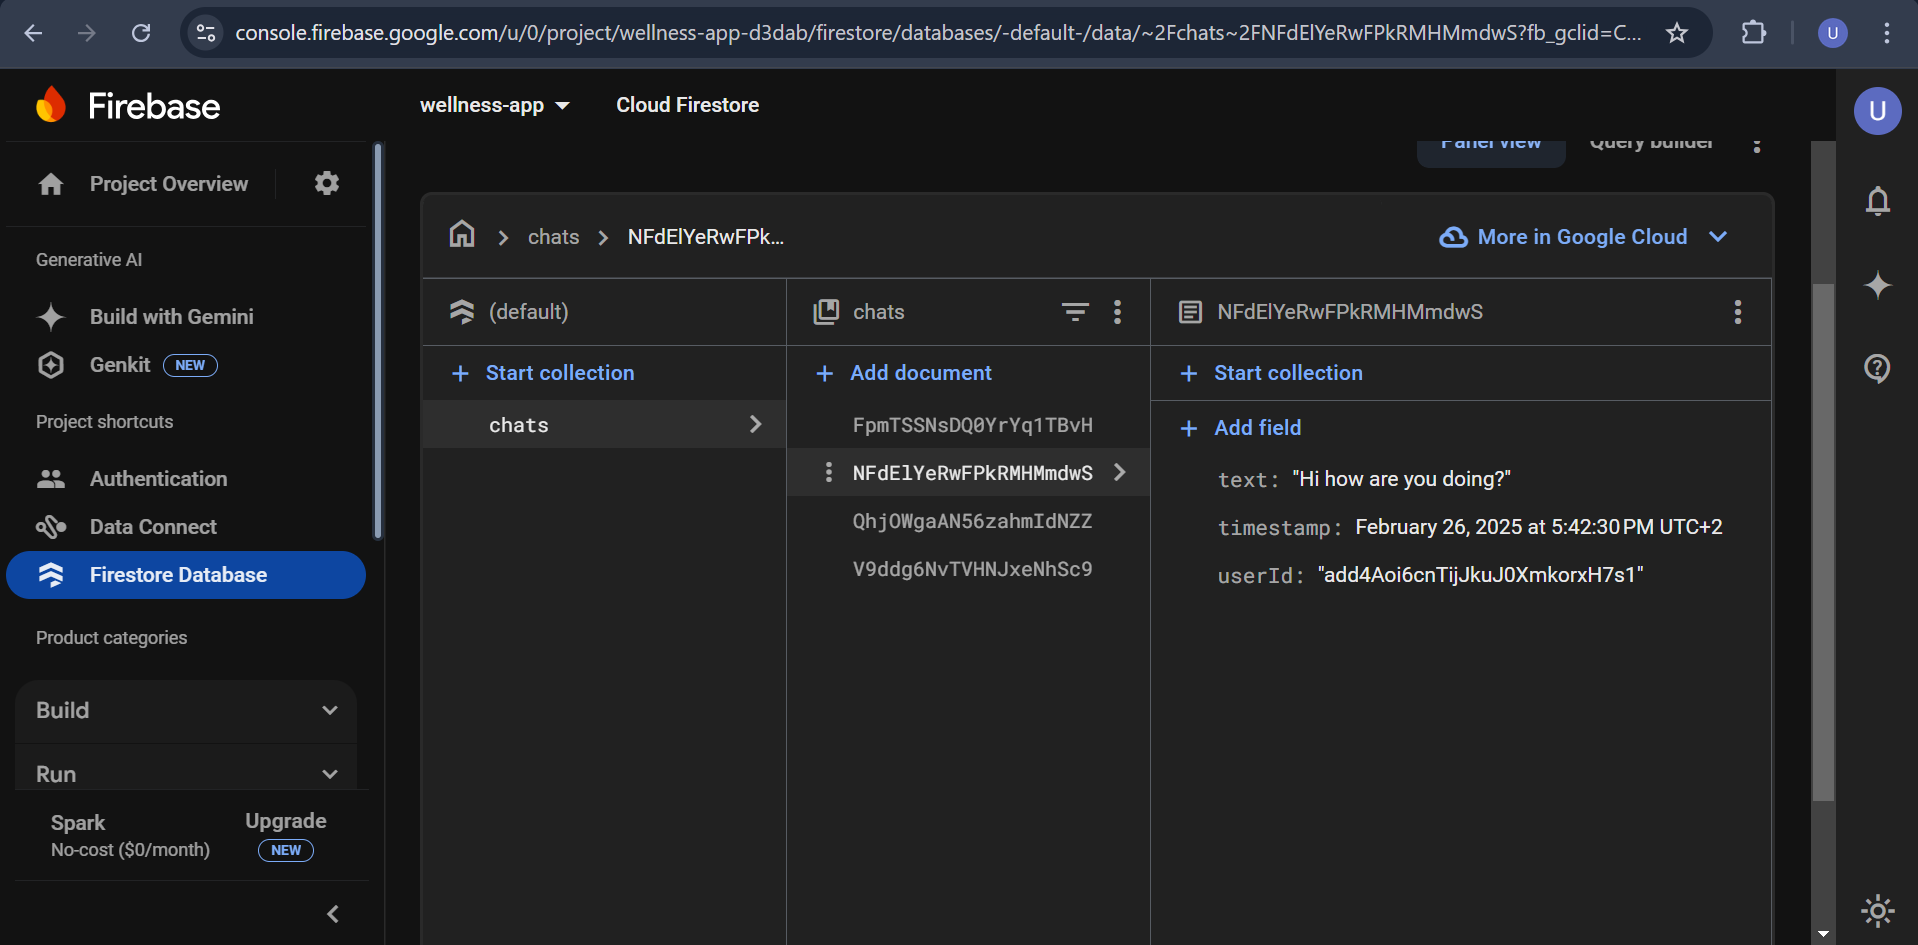 console.firebase.google.com/u/0/project/wellness-app-d3dab/firestore/databases/-default-/data/~2Fchats~2FNFdElYeRwFPkRMHMmdwS?fb_gclid=C...
U
Firebase
wellness-app
Cloud Firestore
U
Panel view
Query builder
Project Overview
Generative AI
Build with Gemini
Genkit NEW
Project shortcuts
Authentication
Data Connect
Firestore Database
Product categories
Build
Run
Spark
No-cost ($0/month)
Upgrade
NEW
chats
NFdElYeRwFPk...
More in Google Cloud
(default)
Start collection
chats
chats
Add document
FpmTSSNsDQ0YrYq1TBvH
NFdElYeRwFPkRMHMmdwS
QhjOWgaAN56zahmIdNZZ
V9ddg6NvTVHNJxeNhSc9
NFdElYeRwFPkRMHMmdwS
Start collection
Add field
text: "Hi how are you doing?"
timestamp: February 26, 2025 at 5:42:30 PM UTC+2
userId: "add4Aoi6cnTijJkuJ0XmkorxH7s1"